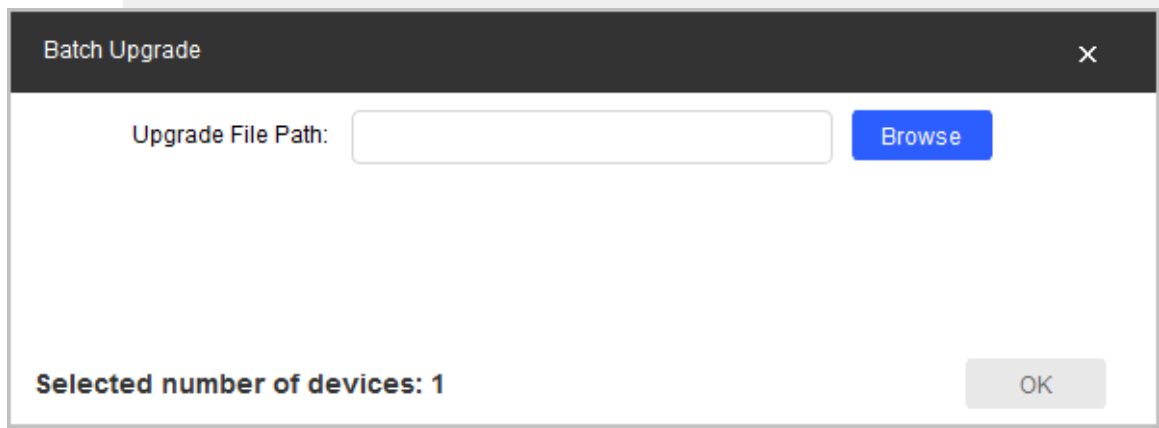 Batch Upgrade
Upgrade File Path: Browse
Selected number of devices: 1 OK